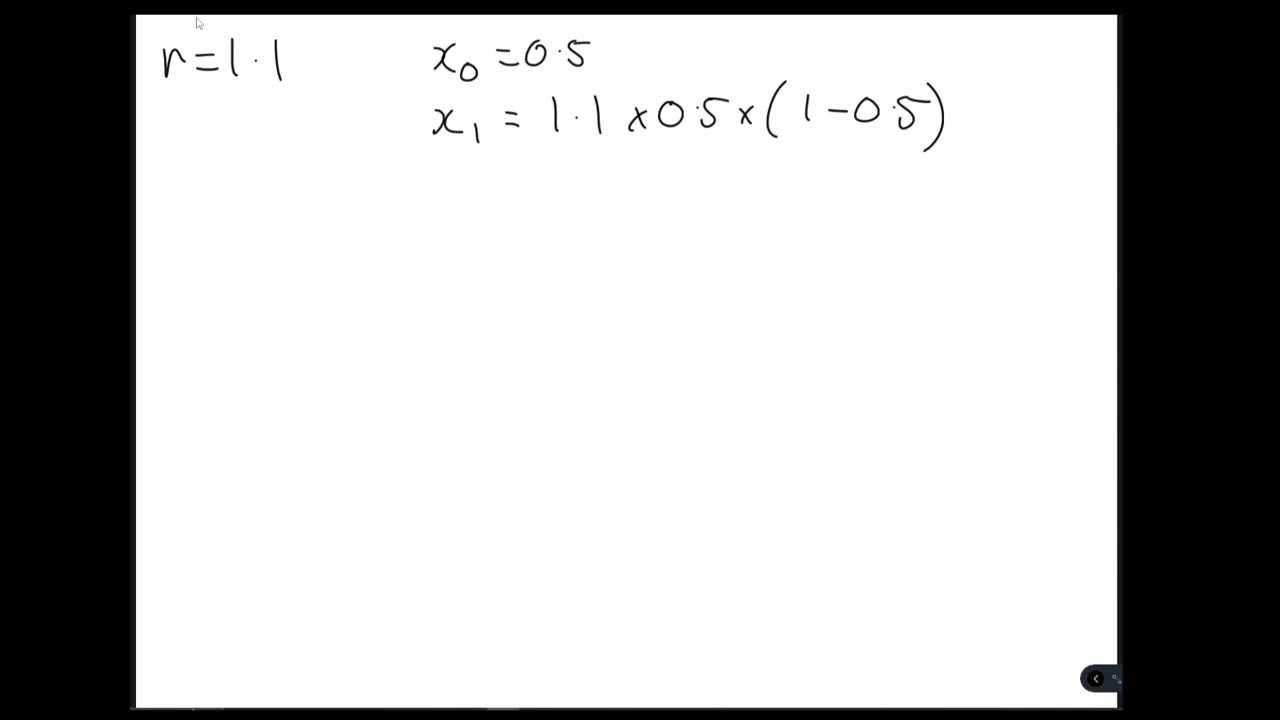 r=1·1 x₀ =0·5
x₁ = 1·1 ×0·5×(1-0·5)